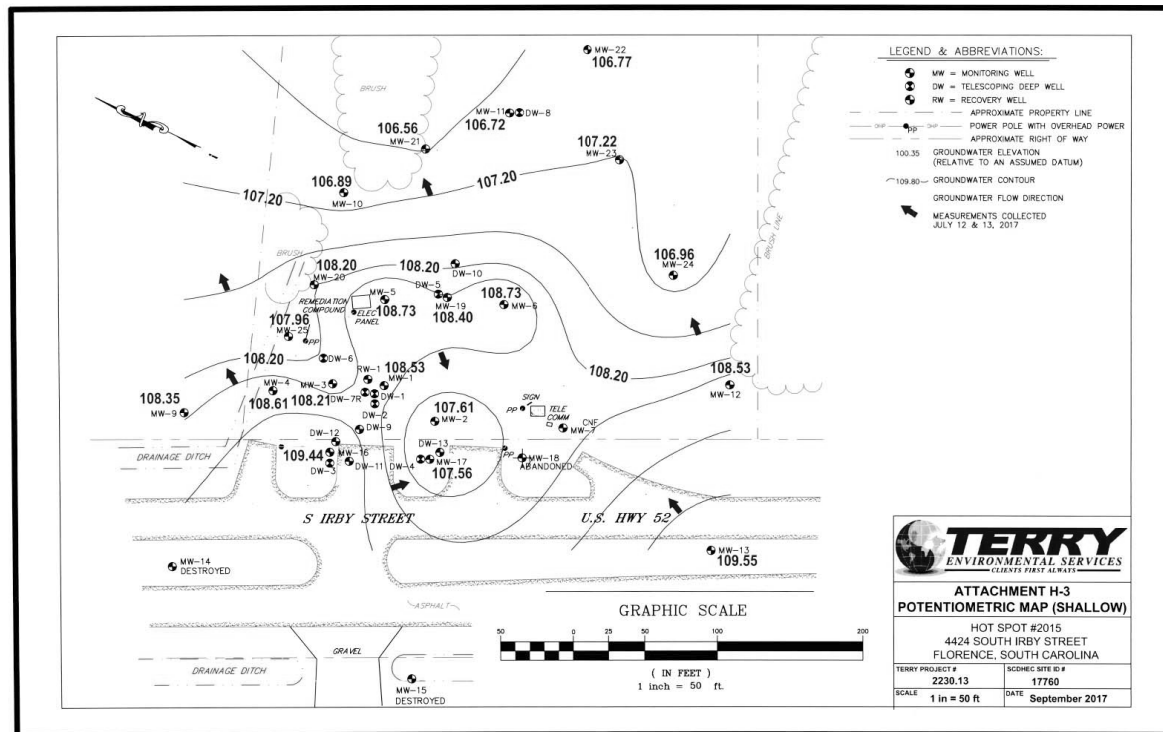 MW-22
106.77
LEGEND & ABBREVIATIONS:
MW = MONITORING WELL
DW = TELESCOPING DEEP WELL
RW = RECOVERY WELL
APPROXIMATE PROPERTY LINE
OHP PP OHP POWER POLE WITH OVERHEAD POWER
APPROXIMATE RIGHT OF WAY
100.35 GROUNDWATER ELEVATION
(RELATIVE TO AN ASSUMED DATUM)
109.80 GROUNDWATER CONTOUR
GROUNDWATER FLOW DIRECTION
MEASUREMENTS COLLECTED
JULY 12 & 13, 2017
BRUSH
MW-11 DW-8
106.72
106.56
MW-21
107.22
MW-23
106.89
MW-10
107.20
107.20
BRUSH LINE
BRUSH
106.96
MW-24
108.20
MW-20
108.20
DW-10
REMEDIATION
COMPOUND
MW-5
108.73
ELEC
PANEL
DW-5
MW-19
108.40
108.73
MW-6
107.96
MW-25
PP
108.20
DW-6
108.20
108.35
MW-9
MW-4
108.61
MW-3
108.21
RW-1
108.53
MW-1
DW-7R
DW-1
DW-2
DW-9
107.61
MW-2
SIGN
PP
TELE
COMM
CNF
MW-7
108.53
MW-12
DRAINAGE DITCH
DW-12
109.44
MW-16
DW-3
DW-11
DW-13
DW-4
MW-17
107.56
PP
MW-18
ABANDONED
S IRBY STREET
U.S. HWY 52
MW-14
DESTROYED
MW-13
109.55
ASPHALT
GRAVEL
DRAINAGE DITCH
MW-15
DESTROYED
GRAPHIC SCALE
50 0 25 50 100 200
( IN FEET )
1 inch = 50 ft.
TERRY
ENVIRONMENTAL SERVICES
CLIENTS FIRST ALWAYS
ATTACHMENT H-3
POTENTIOMETRIC MAP (SHALLOW)
HOT SPOT #2015
4424 SOUTH IRBY STREET
FLORENCE, SOUTH CAROLINA
TERRY PROJECT #
2230.13
SCDHEC SITE ID #
17760
SCALE
1 in = 50 ft
DATE
September 2017